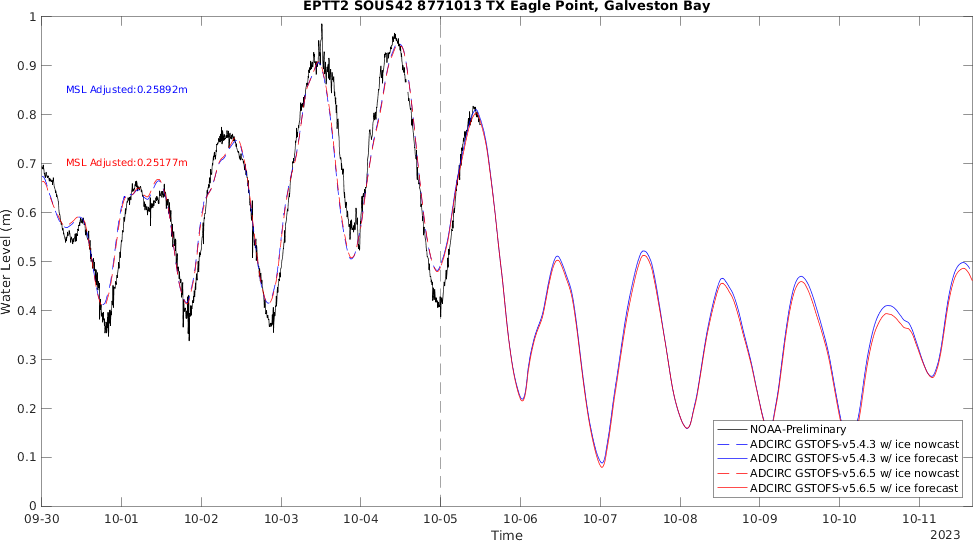 EPTT2 SOUS42 8771013 TX Eagle Point, Galveston Bay
1
0.9
0.8
0.7
0.6
0.5
0.4
0.3
0.2
0.1
0
Water Level (m)
MSL Adjusted:0.25892m
MSL Adjusted:0.25177m
NOAA-Preliminary
ADCIRC GSTOFS-v5.4.3 w/ ice nowcast
ADCIRC GSTOFS-v5.4.3 w/ ice forecast
ADCIRC GSTOFS-v5.6.5 w/ ice nowcast
ADCIRC GSTOFS-v5.6.5 w/ ice forecast
09-30 10-01 10-02 10-03 10-04 10-05 10-06 10-07 10-08 10-09 10-10 10-11
Time
2023